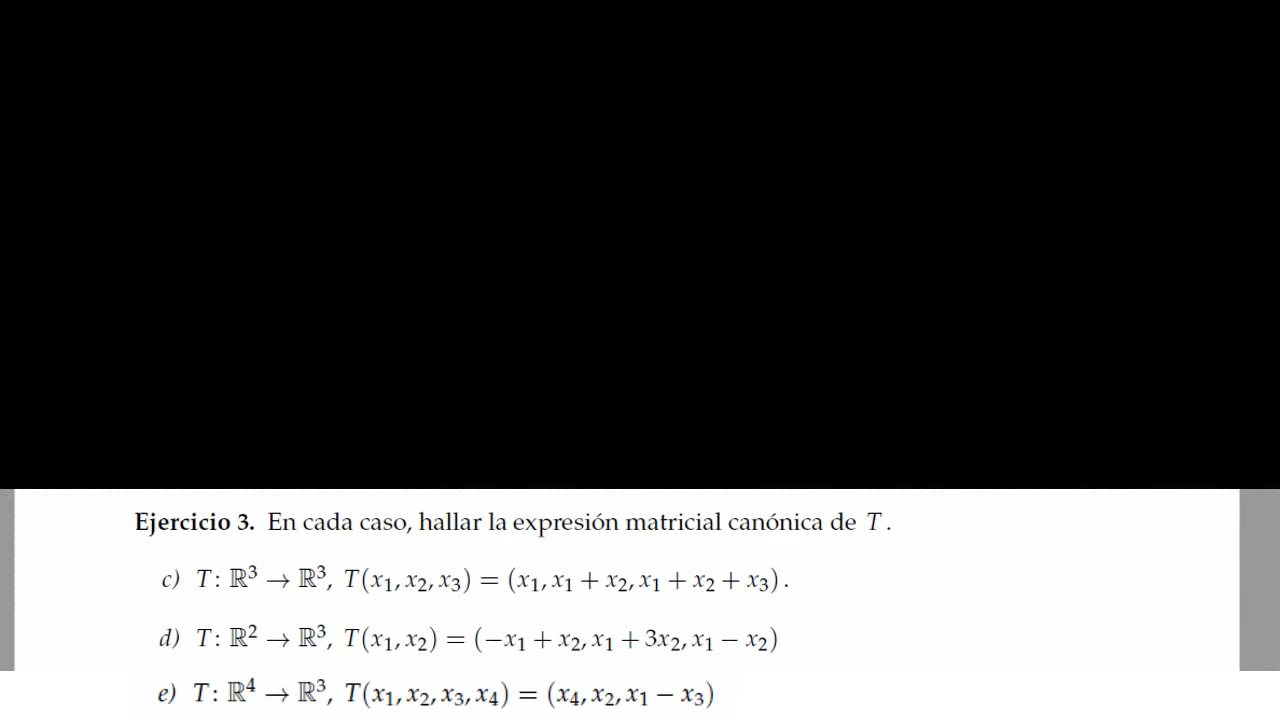 Ejercicio 3. En cada caso, hallar la expresión matricial canónica de T.
c) T: ℝ³ → ℝ³, T(x₁, x₂, x₃) = (x₁, x₁ + x₂, x₁ + x₂ + x₃).
d) T: ℝ² → ℝ³, T(x₁, x₂) = (−x₁ + x₂, x₁ + 3x₂, x₁ − x₂)
e) T: ℝ⁴ → ℝ³, T(x₁, x₂, x₃, x₄) = (x₄, x₂, x₁ − x₃)